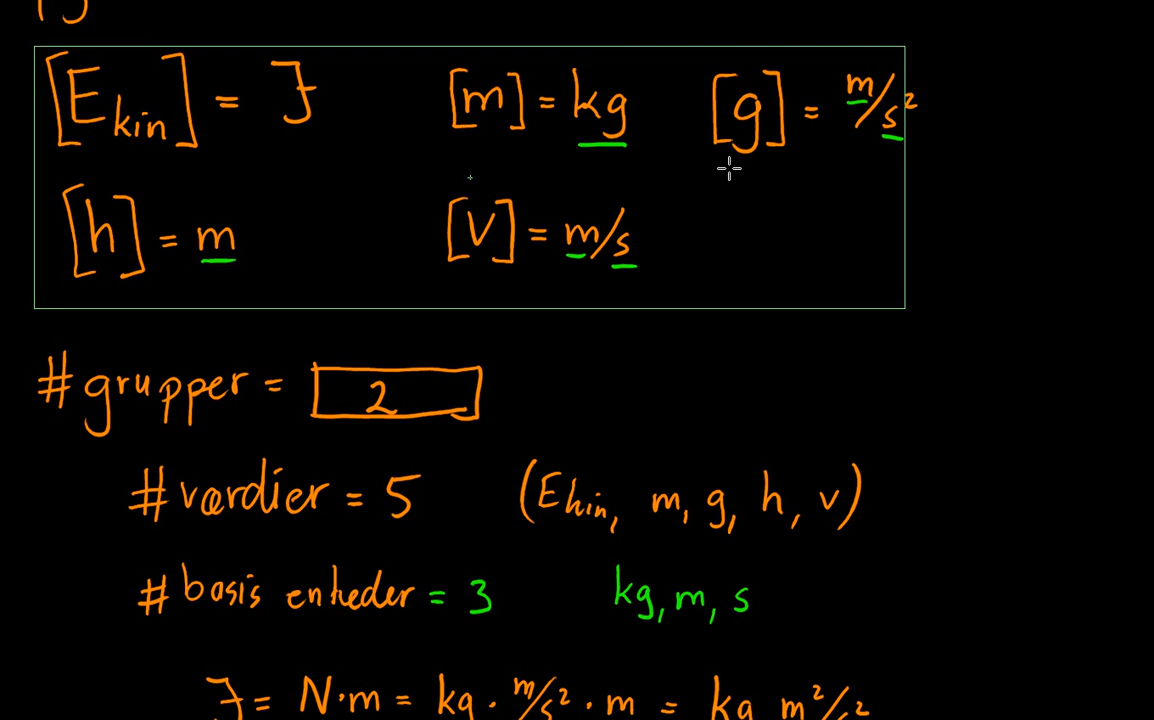 [E_kin] = J [m] = kg [g] = m/s²
[h] = m [V] = m/s
#grupper = 2
#værdier = 5 (E_kin, m, g, h, v)
# basis enheder = 3 kg, m, s
J = N·m = kg · m/s² · m = kg m²/s²